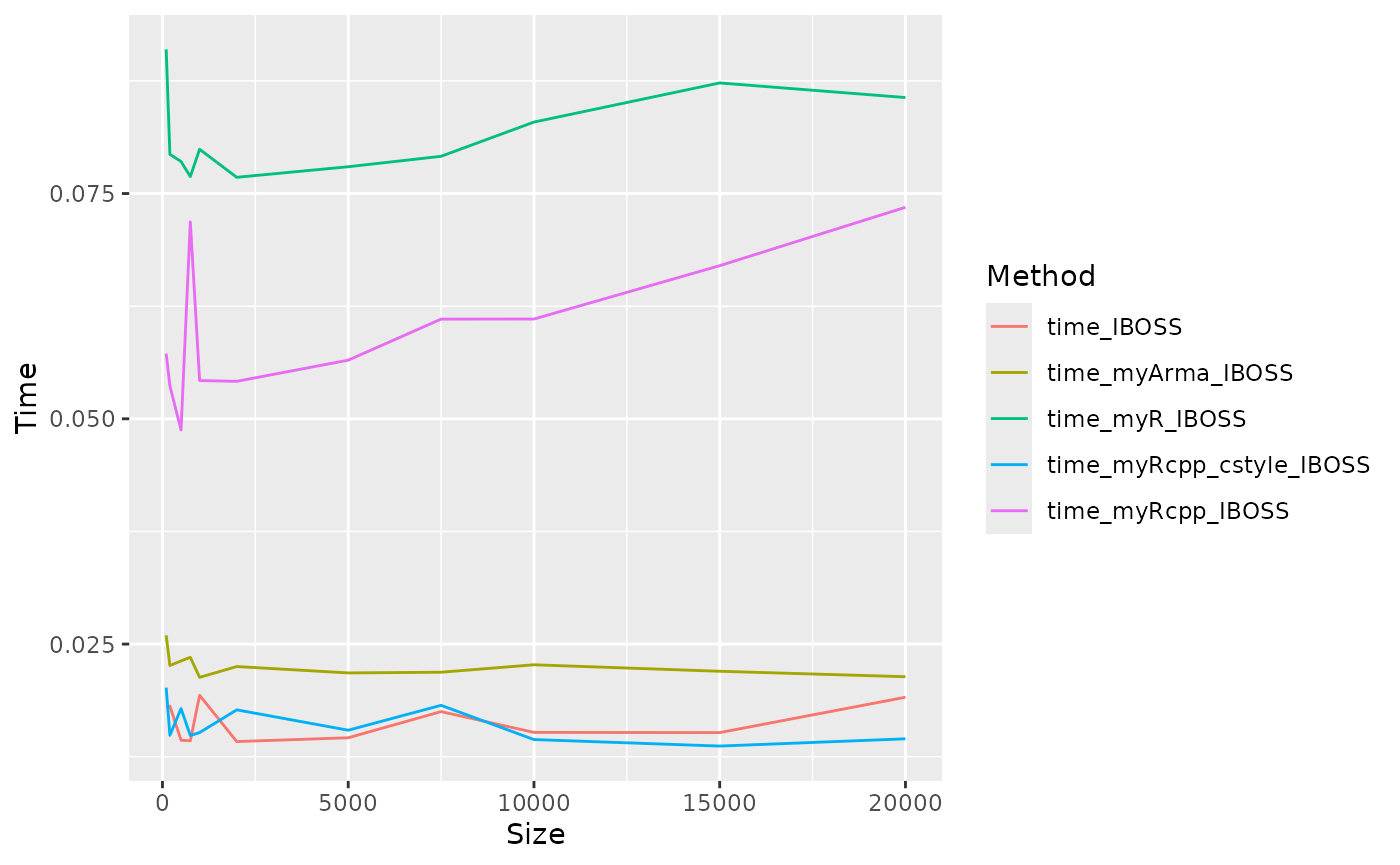 Time
0.075
0.050
0.025
0
5000
10000
15000
20000
Size
Method
time_IBOSS
time_myArma_IBOSS
time_myR_IBOSS
time_myRcpp_cstyle_IBOSS
time_myRcpp_IBOSS